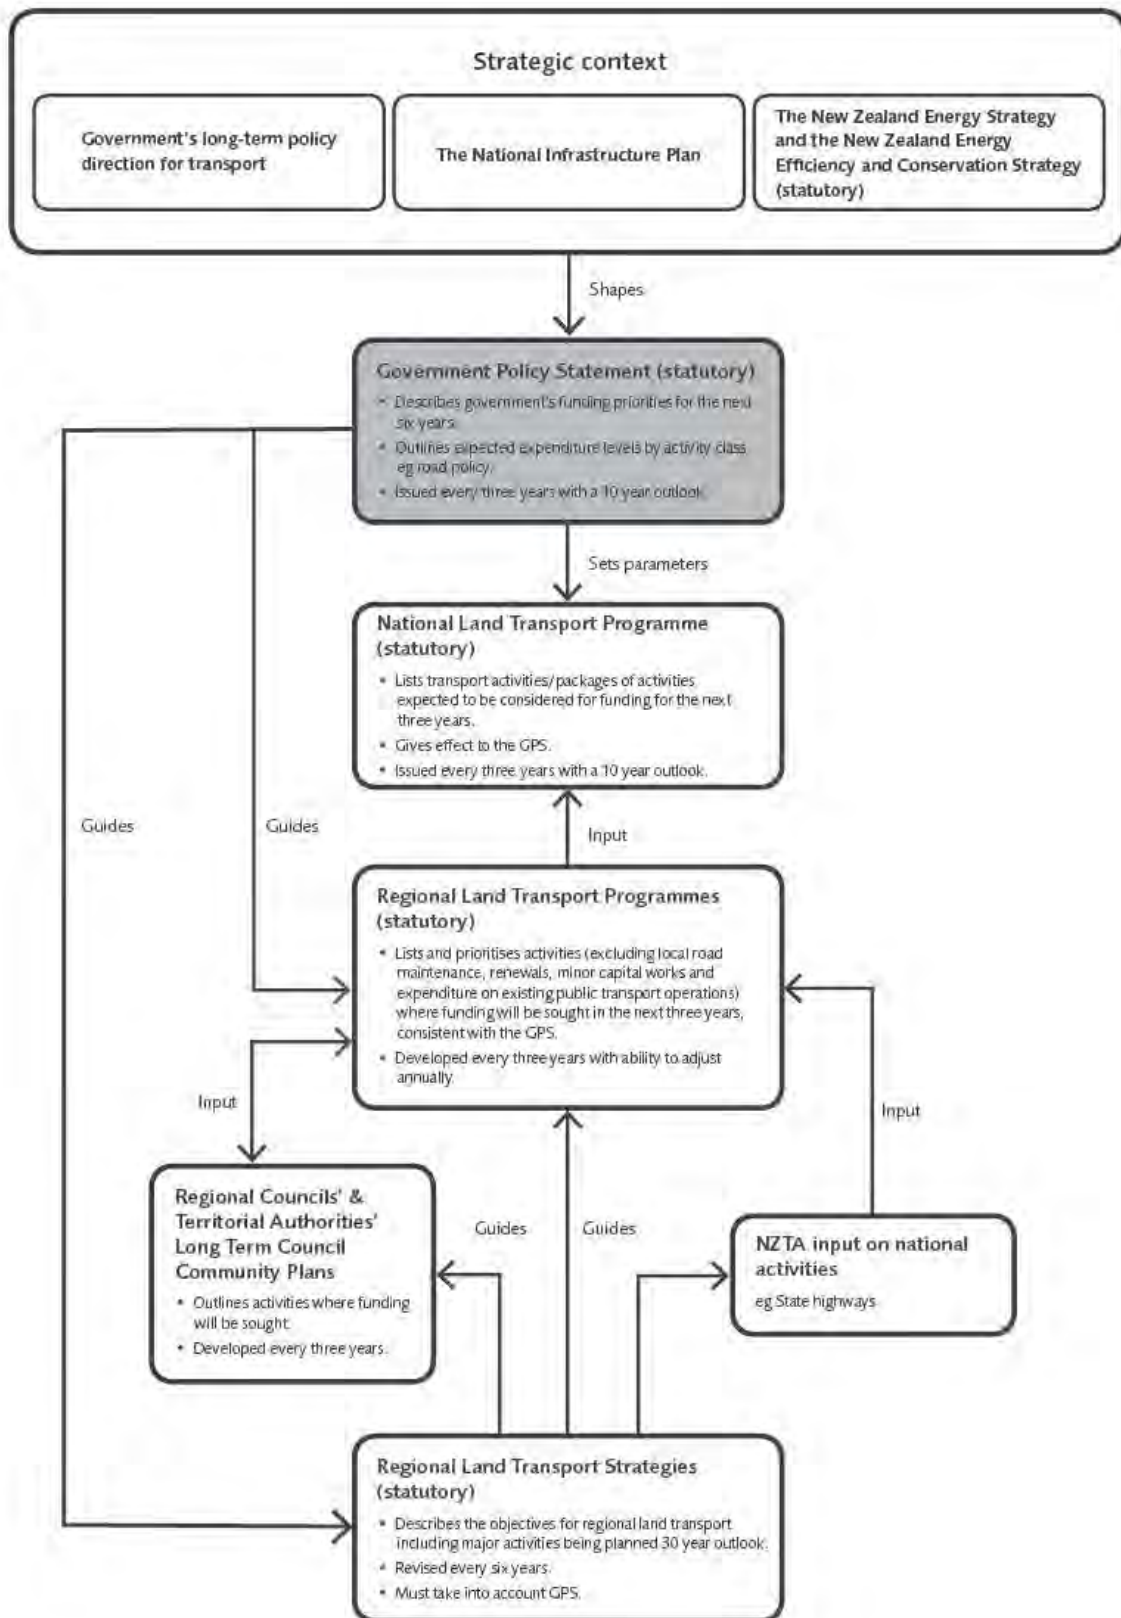 Strategic context
Government's long-term policy
direction for transport
The National Infrastructure Plan
The New Zealand Energy Strategy
and the New Zealand Energy
Efficiency and Conservation Strategy
(statutory)
Shapes
Government Policy Statement (statutory)
• Describes government's funding priorities for the next
six years.
• Outlines expected expenditure levels by activity class
eg road policy.
• Issued every three years with a 10 year outlook.
Sets parameters
National Land Transport Programme
(statutory)
• Lists transport activities/packages of activities
expected to be considered for funding for the next
three years.
• Gives effect to the GPS.
• Issued every three years with a 10 year outlook.
Guides
Guides
Input
Regional Land Transport Programmes
(statutory)
• Lists and prioritises activities (excluding local road
maintenance, renewals, minor capital works and
expenditure on existing public transport operations)
where funding will be sought in the next three years,
consistent with the GPS.
• Developed every three years with ability to adjust
annually.
Input
Input
Regional Councils' &
Territorial Authorities'
Long Term Council
Community Plans
• Outlines activities where funding
will be sought.
• Developed every three years.
Guides
Guides
NZTA input on national
activities
eg State highways
Regional Land Transport Strategies
(statutory)
• Describes the objectives for regional land transport
including major activities being planned 30 year outlook.
• Revised every six years.
• Must take into account GPS.